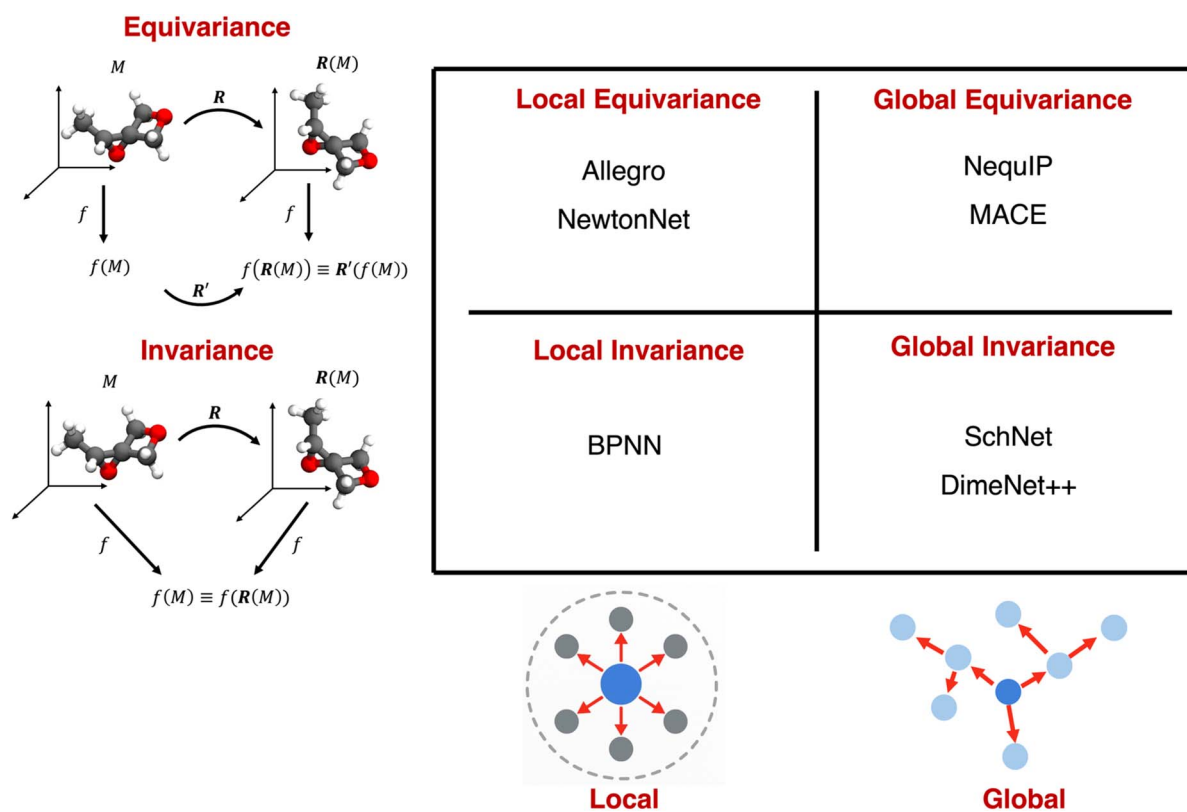 Equivariance
M
R(M)
R
f
f
f(M)
f(R(M)) ≡ R′(f(M))
R′
Invariance
M
R(M)
R
f
f
f(M) ≡ f(R(M))
Local Equivariance
Allegro
NewtonNet
Global Equivariance
NequIP
MACE
Local Invariance
BPNN
Global Invariance
SchNet
DimeNet++
Local
Global